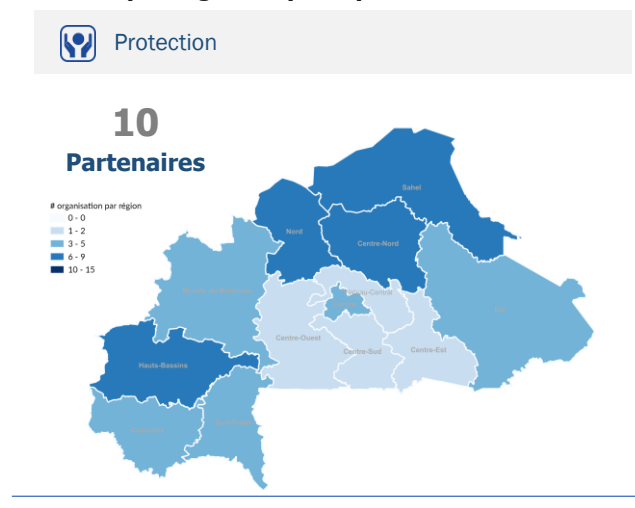 Protection
10
Partenaires
# organisation par région
0 - 0
1 - 2
3 - 5
6 - 9
10 - 15
Sahel
Nord
Centre-Nord
Centre-Ouest
Centre-Sud
Centre-Est
Hauts-Bassins